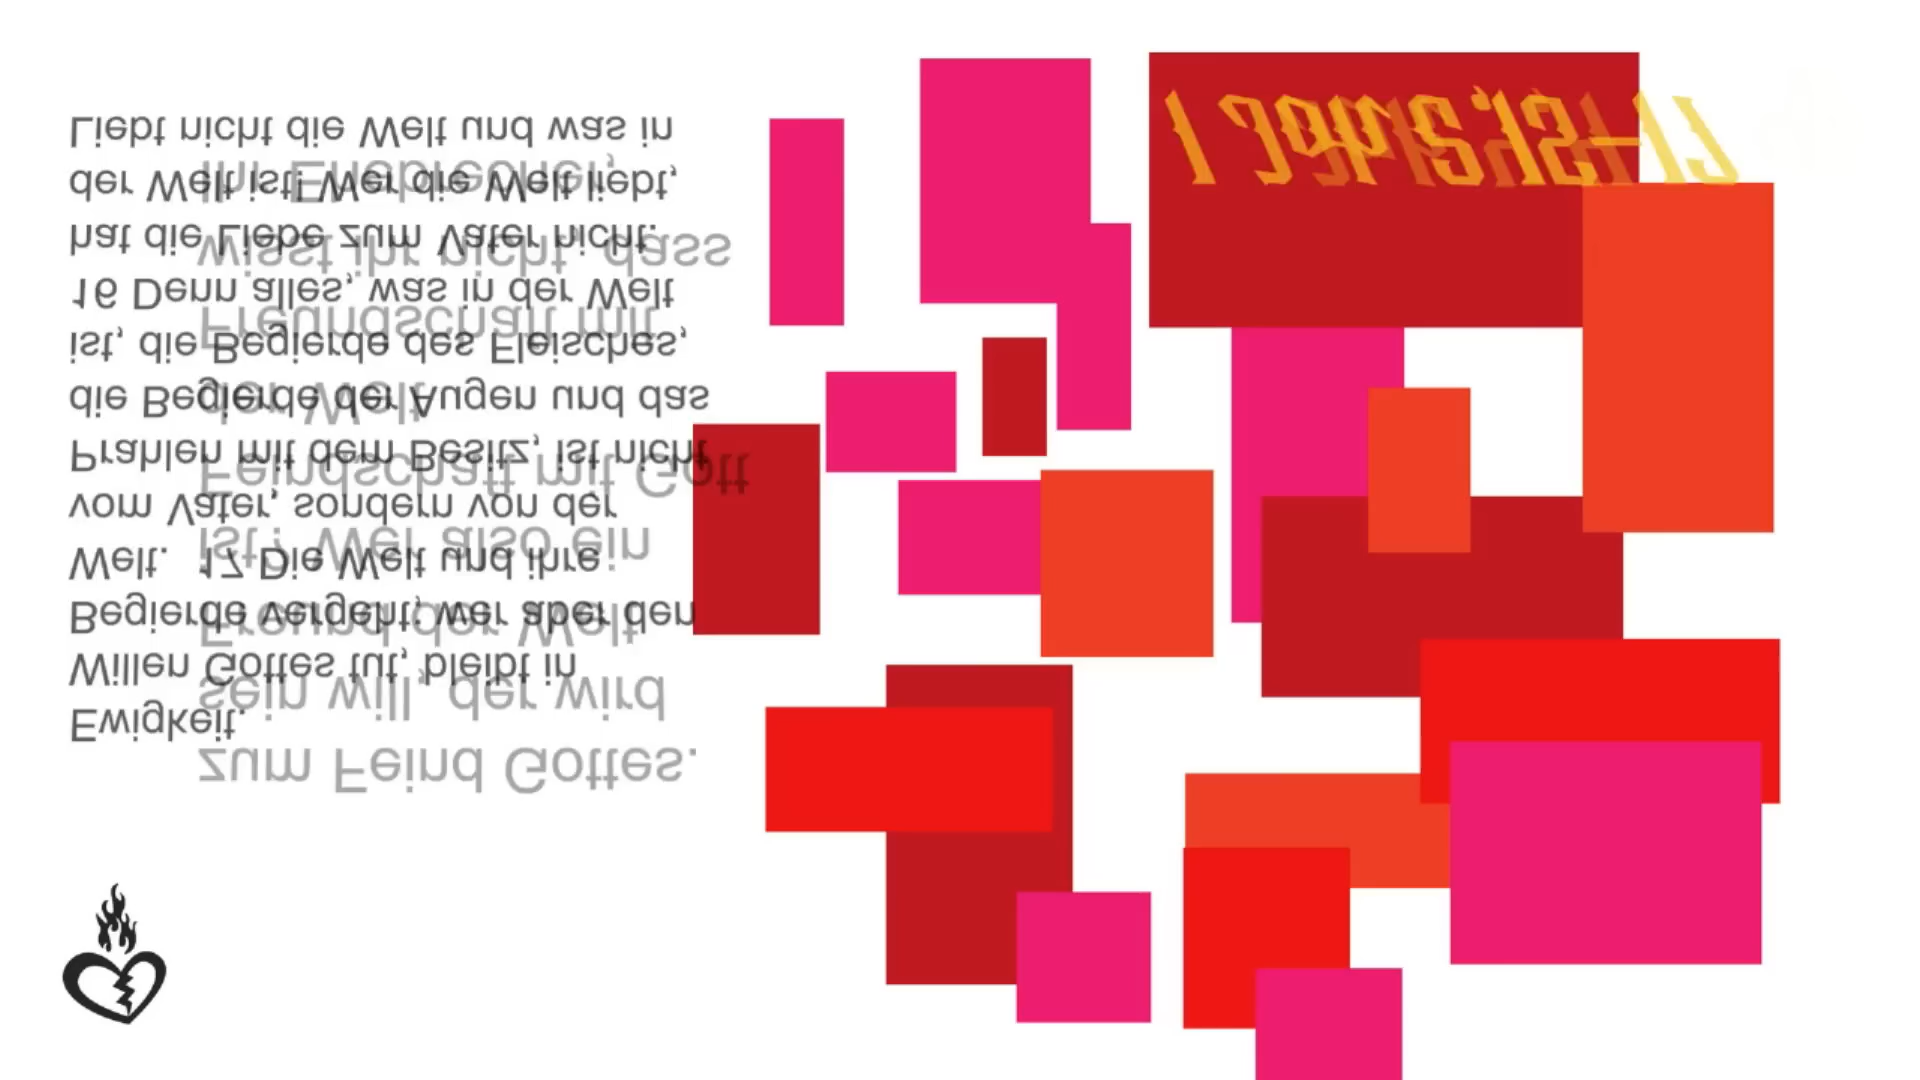 Liebt nicht die Welt und was in
der Welt ist! Wer die Welt liebt,
hat die Liebe zum Vater nicht.
16 Denn alles, was in der Welt
ist, die Begierde des Fleisches,
die Begierde der Augen und das
Prahlen mit dem Besitz, ist nicht
vom Vater, sondern von der
Welt. 17 Die Welt und ihre
Begierde vergeht; wer aber den
Willen Gottes tut, bleibt in
Ewigkeit.
Ihr Ehebrecher,
wisst ihr nicht, dass
Freundschaft mit
der Welt
Feindschaft mit Gott
ist? Wer also ein
Freund der Welt
sein will, der wird
zum Feind Gottes.